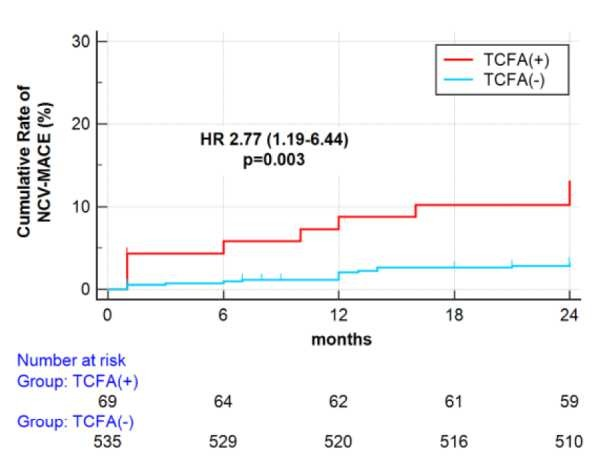 Cumulative Rate of
NCV-MACE (%)
30
20
10
0
TCFA(+)
TCFA(-)
HR 2.77 (1.19-6.44)
p=0.003
0 6 12 18 24
months
Number at risk
Group: TCFA(+)
69 64 62 61 59
Group: TCFA(-)
535 529 520 516 510